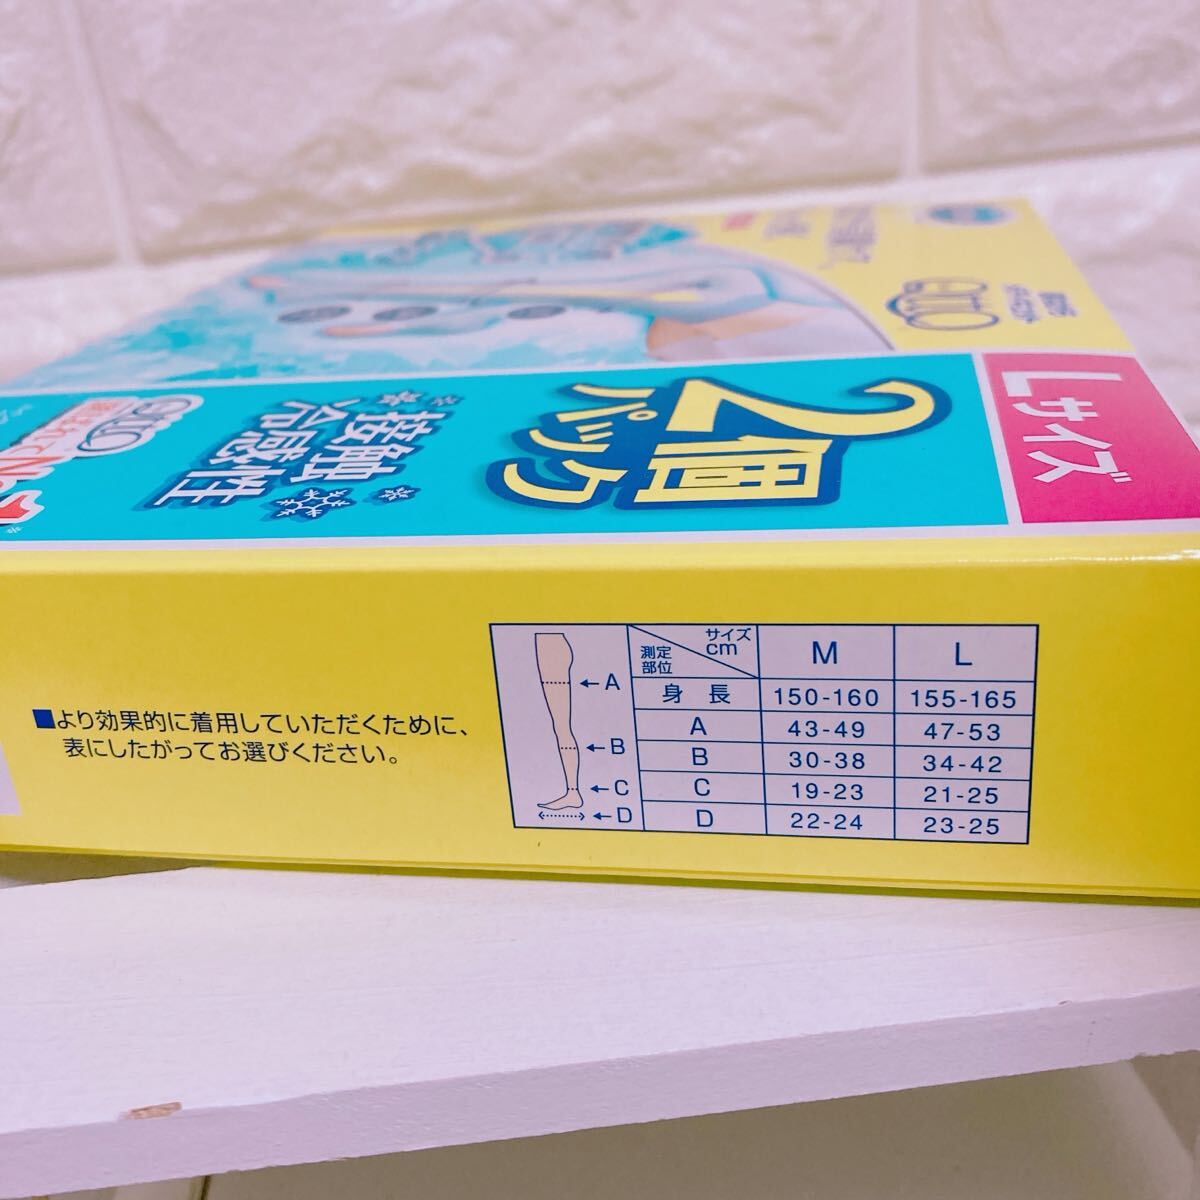 Lサイズ
2個
パック
接触
冷感性
■より効果的に着用していただくために、
表にしたがってお選びください。
←A
←B
←C
←D
サイズ cm 測定部位 M L
身長 150-160 155-165
A 43-49 47-53
B 30-38 34-42
C 19-23 21-25
D 22-24 23-25